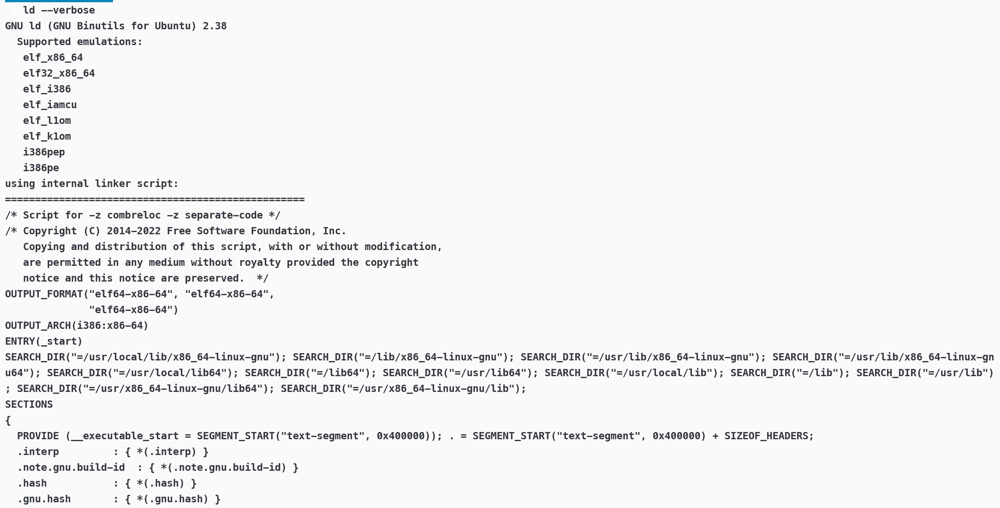 % ld --verbose
GNU ld (GNU Binutils for Ubuntu) 2.38
  Supported emulations:
   elf_x86_64
   elf32_x86_64
   elf_i386
   elf_iamcu
   elf_l1om
   elf_k1om
   i386pep
   i386pe
using internal linker script:
==================================================
/* Script for -z combreloc -z separate-code */
/* Copyright (C) 2014-2022 Free Software Foundation, Inc.
   Copying and distribution of this script, with or without modification,
   are permitted in any medium without royalty provided the copyright
   notice and this notice are preserved.  */
OUTPUT_FORMAT("elf64-x86-64", "elf64-x86-64",
              "elf64-x86-64")
OUTPUT_ARCH(i386:x86-64)
ENTRY(_start)
SEARCH_DIR("=/usr/local/lib/x86_64-linux-gnu"); SEARCH_DIR("=/lib/x86_64-linux-gnu"); SEARCH_DIR("=/usr/lib/x86_64-linux-gnu"); SEARCH_DIR("=/usr/lib/x86_64-linux-gn
u64"); SEARCH_DIR("=/usr/local/lib64"); SEARCH_DIR("=/lib64"); SEARCH_DIR("=/usr/lib64"); SEARCH_DIR("=/usr/local/lib"); SEARCH_DIR("=/lib"); SEARCH_DIR("=/usr/lib")
; SEARCH_DIR("=/usr/x86_64-linux-gnu/lib64"); SEARCH_DIR("=/usr/x86_64-linux-gnu/lib");
SECTIONS
{
  PROVIDE (__executable_start = SEGMENT_START("text-segment", 0x400000)); . = SEGMENT_START("text-segment", 0x400000) + SIZEOF_HEADERS;
  .interp         : { *(.interp) }
  .note.gnu.build-id  : { *(.note.gnu.build-id) }
  .hash           : { *(.hash) }
  .gnu.hash       : { *(.gnu.hash) }